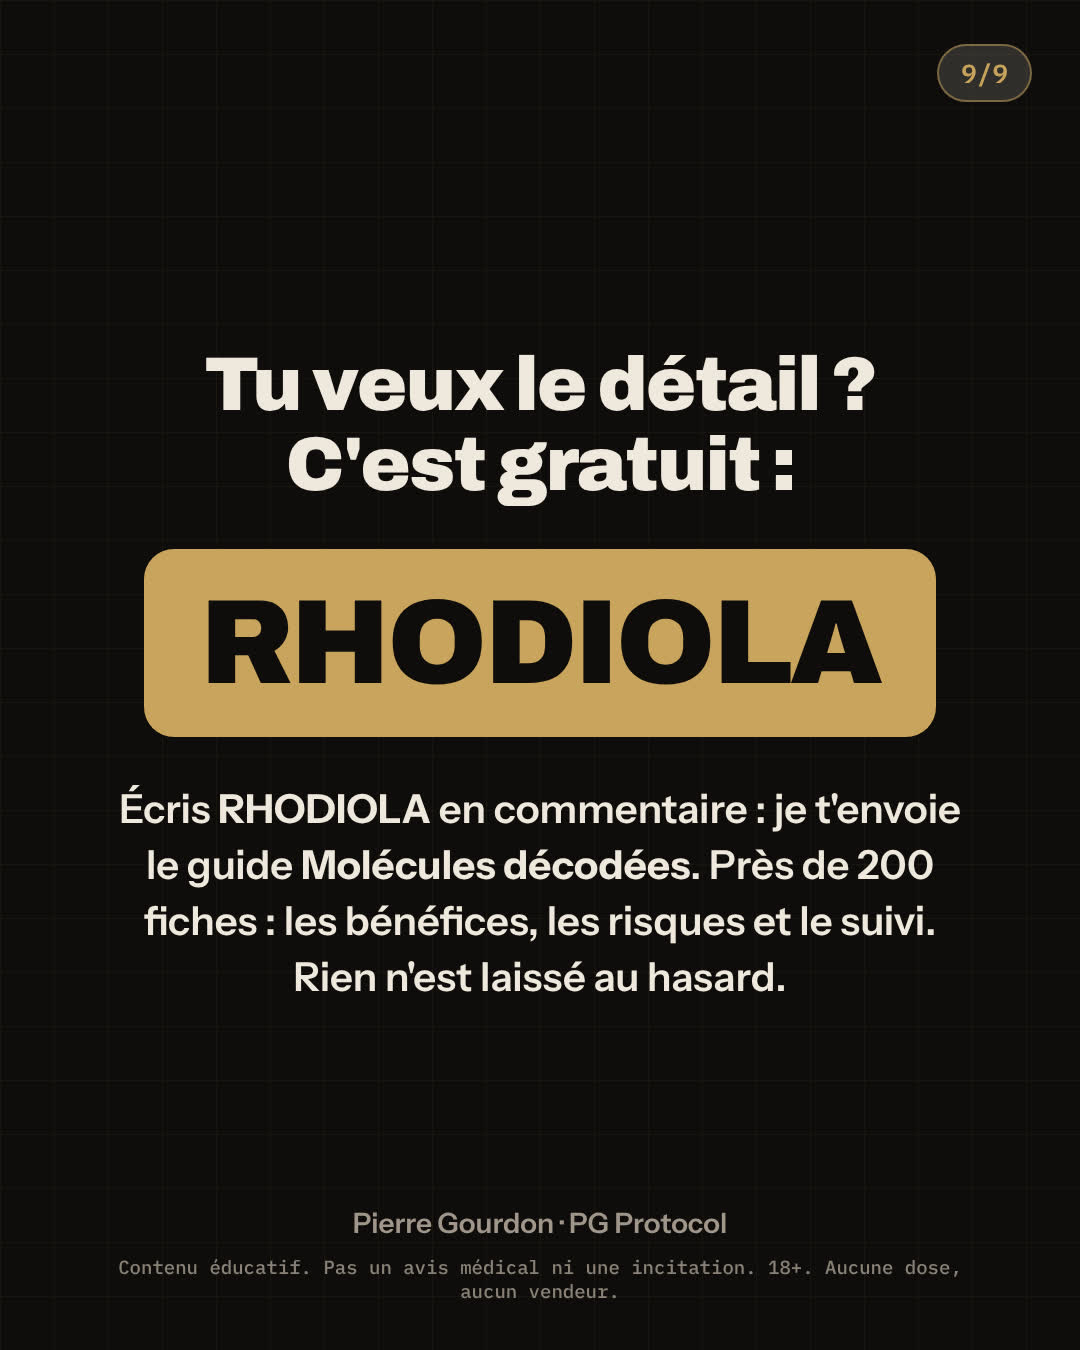 9/9
Tu veux le détail ?
C'est gratuit :
RHODIOLA
Écris RHODIOLA en commentaire : je t'envoie
le guide Molécules décodées. Près de 200
fiches : les bénéfices, les risques et le suivi.
Rien n'est laissé au hasard.
Pierre Gourdon · PG Protocol
Contenu éducatif. Pas un avis médical ni une incitation. 18+. Aucune dose,
aucun vendeur.